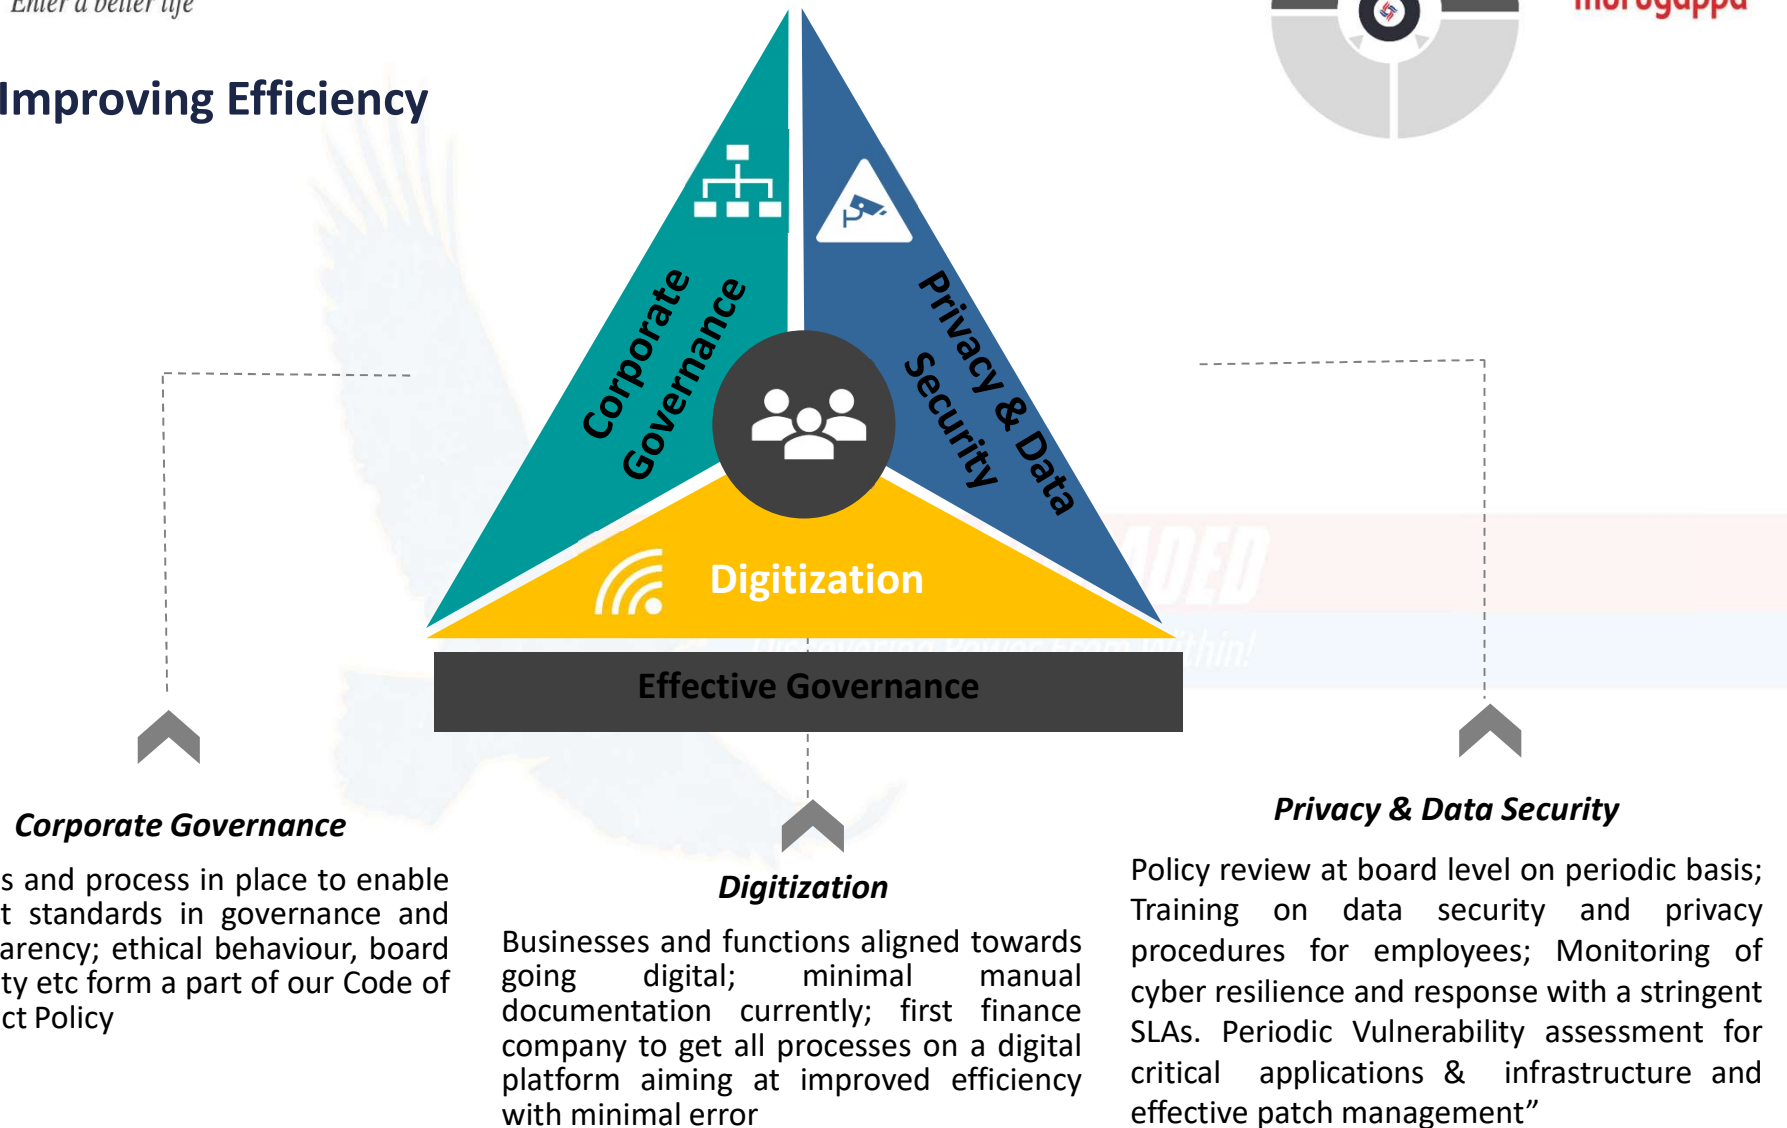 Enter a better life
murugappa
Improving Efficiency
Corporate
Governance
Privacy & Data
Security
Digitization
Effective Governance
Discovering Power From Within!
Corporate Governance
and process in place to enable
standards in governance and
ethical behaviour, board
etc form a part of our Code of
Policy
Digitization
Businesses and functions aligned towards
going digital; minimal manual
documentation currently; first finance
company to get all processes on a digital
platform aiming at improved efficiency
with minimal error
Privacy & Data Security
Policy review at board level on periodic basis;
Training on data security and privacy
procedures for employees; Monitoring of
cyber resilience and response with a stringent
SLAs. Periodic Vulnerability assessment for
critical applications & infrastructure and
effective patch management”